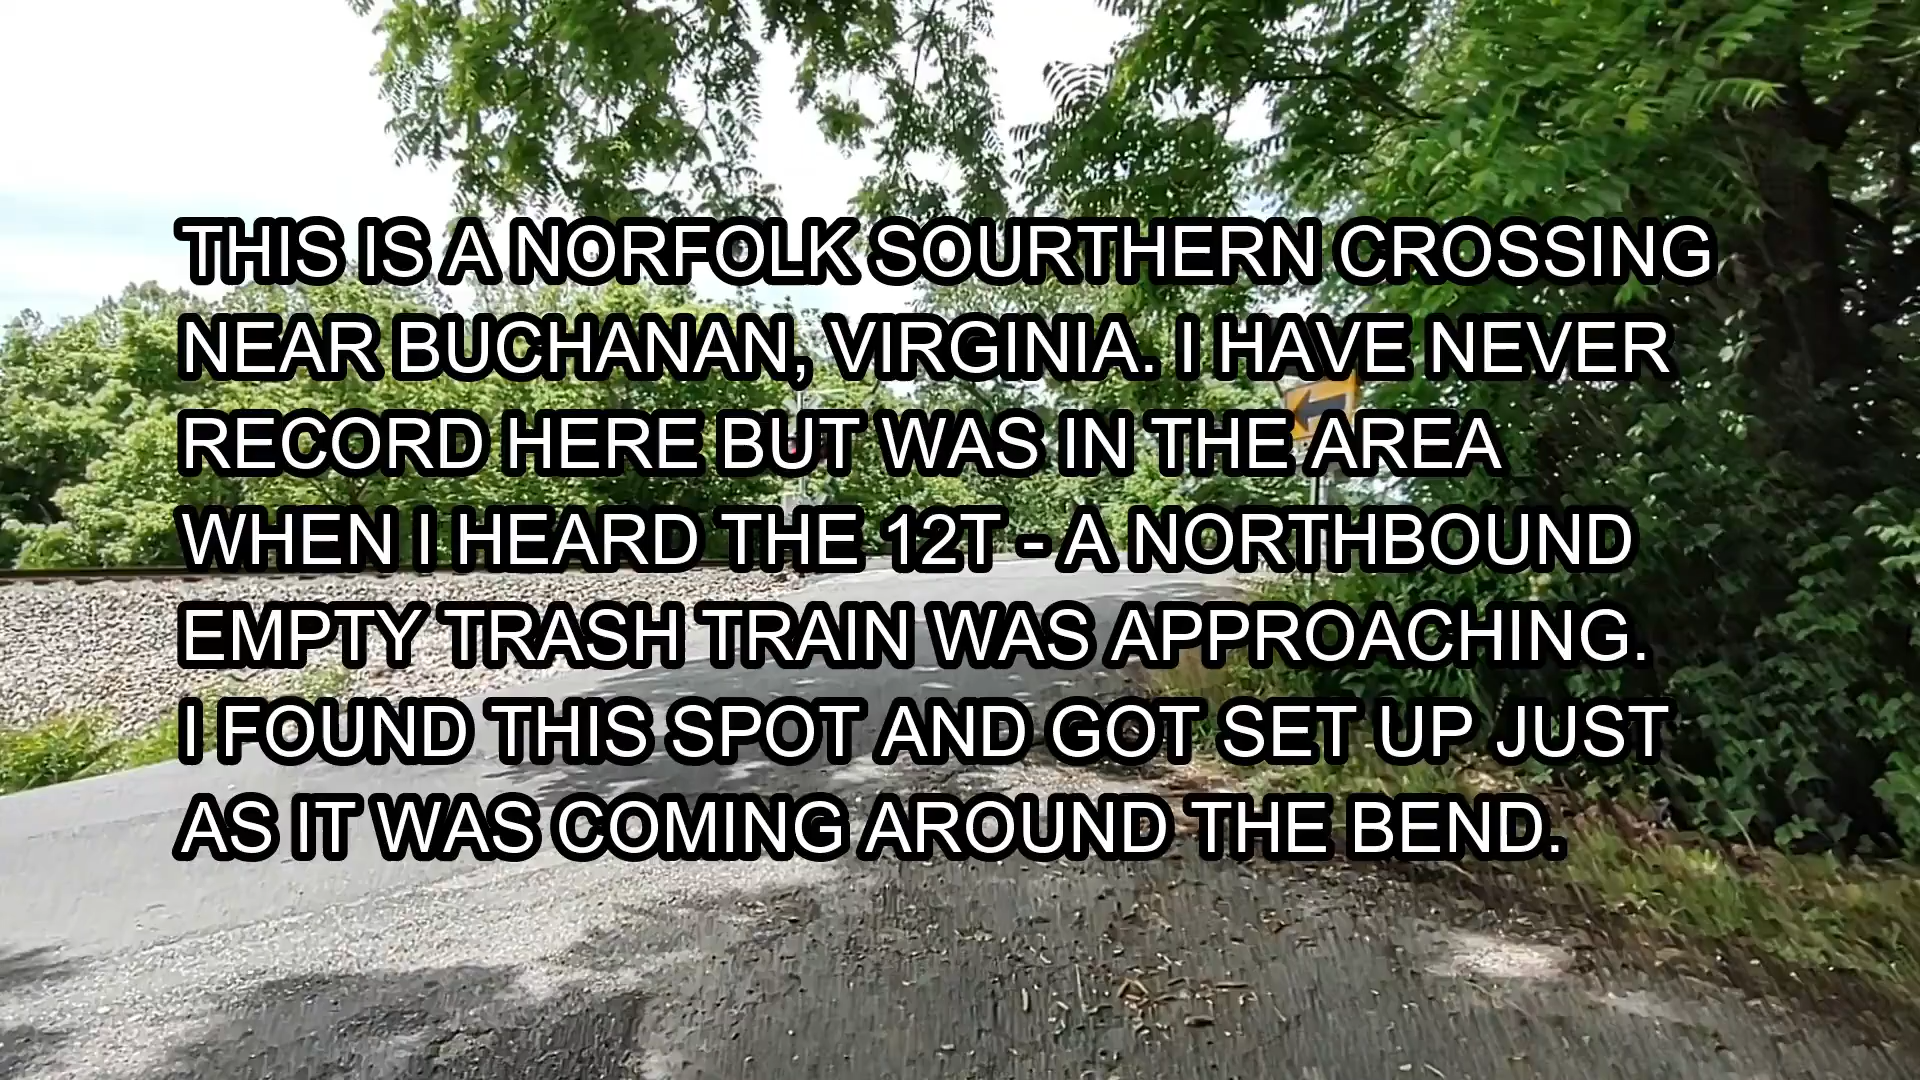 THIS IS A NORFOLK SOURTHERN CROSSING
NEAR BUCHANAN, VIRGINIA. I HAVE NEVER
RECORD HERE BUT WAS IN THE AREA
WHEN I HEARD THE 12T - A NORTHBOUND
EMPTY TRASH TRAIN WAS APPROACHING.
I FOUND THIS SPOT AND GOT SET UP JUST
AS IT WAS COMING AROUND THE BEND.